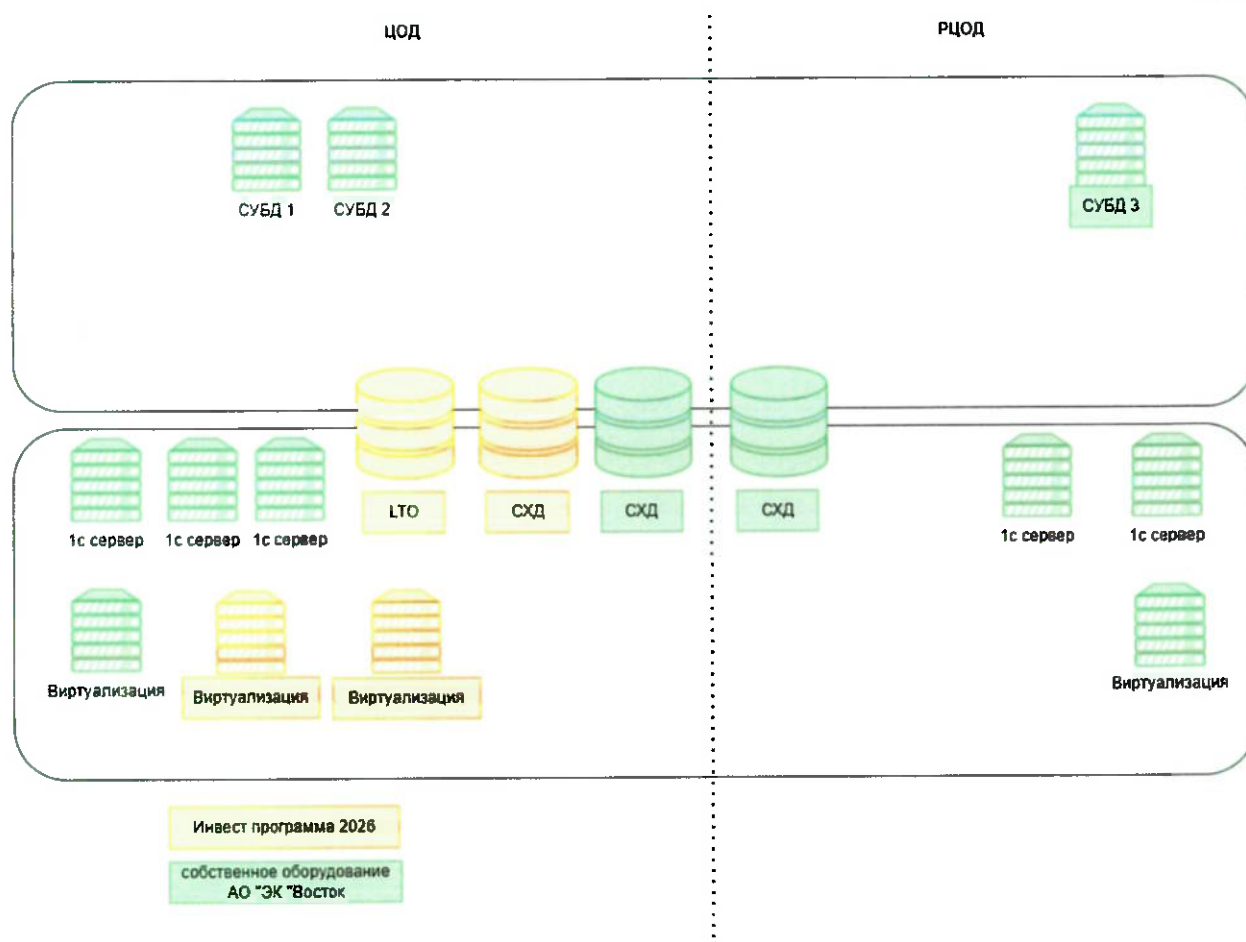 ЦОД
РЦОД
СУБД 1
СУБД 2
СУБД 3
LTO
СХД
СХД
СХД
1с сервер
1с сервер
1с сервер
1с сервер
1с сервер
Виртуализация
Виртуализация
Виртуализация
Виртуализация
Инвест программа 2026
собственное оборудование
АО "ЭК "Восток